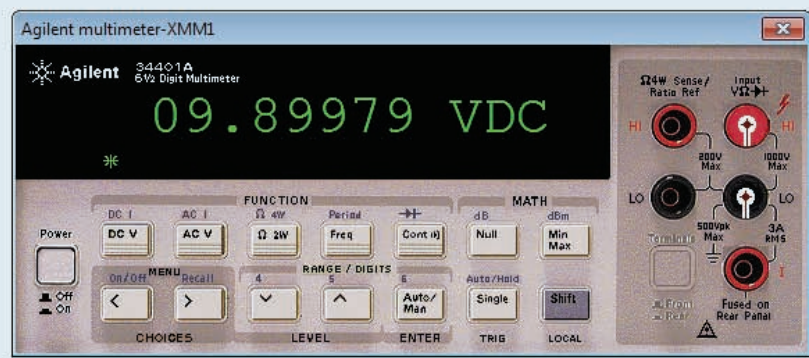 Agilent multimeter-XMM1
Agilent 34401A
6½ Digit Multimeter
09.89979 VDC
Ω4W Sense/
Ratio Ref
Input
VΩ
HI
HI
200V
Max
1000V
Max
LO
LO
500Vpk
Max
3A
RMS
Terminals
I
Front
Rear
Fused on
Rear Panal
FUNCTION
MATH
DC I
AC I
Ω 4W
Period
dB
dBm
Power
DC V
AC V
Ω 2W
Freq
Cont
Null
Min
Max
Off
On
MENU
RANGE / DIGITS
On/Off
Recall
4
5
6
Auto/Hold
<
>
Auto/
Man
Single
Shift
CHOICES
LEVEL
ENTER
TRIG
LOCAL